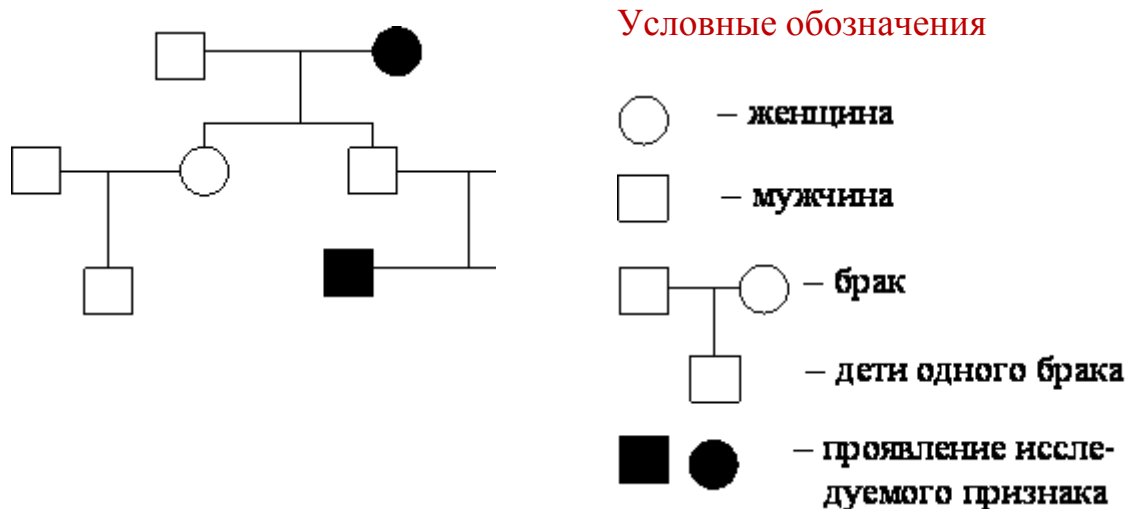 Условные обозначения
– женщина
– мужчина
– брак
– дети одного брака
– проявление иссле-
дуемого признака